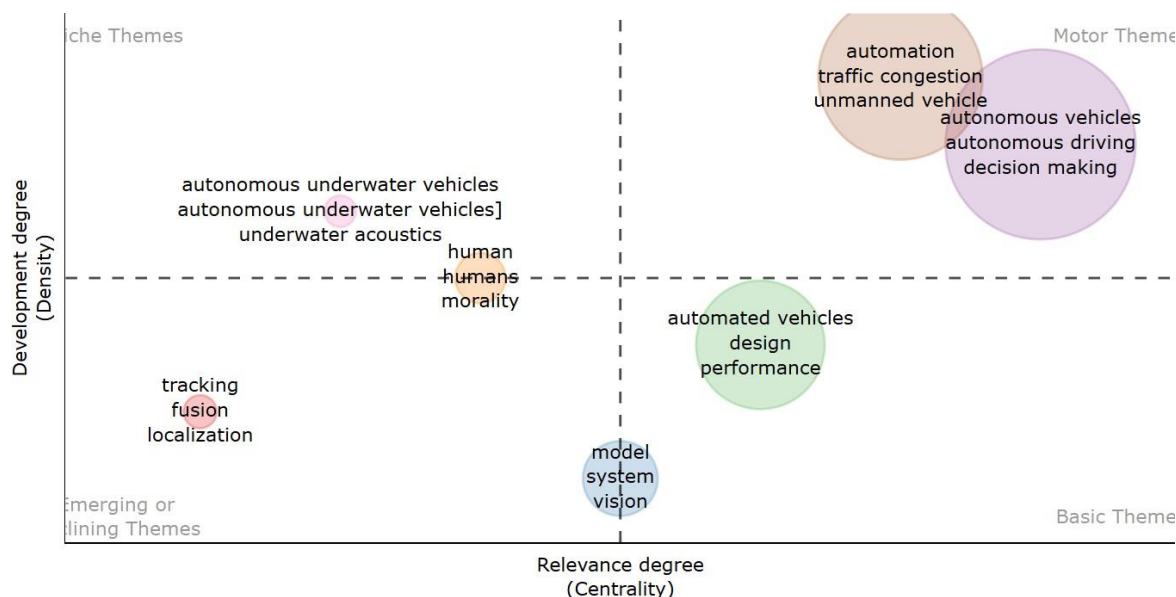 iche Themes
Motor Theme
automation
traffic congestion
unmanned vehicle
autonomous vehicles
autonomous driving
decision making
autonomous underwater vehicles
autonomous underwater vehicles]
underwater acoustics
human
humans
morality
automated vehicles
design
performance
tracking
fusion
localization
model
system
vision
Emerging or
clining Themes
Basic Theme
Development degree
(Density)
Relevance degree
(Centrality)